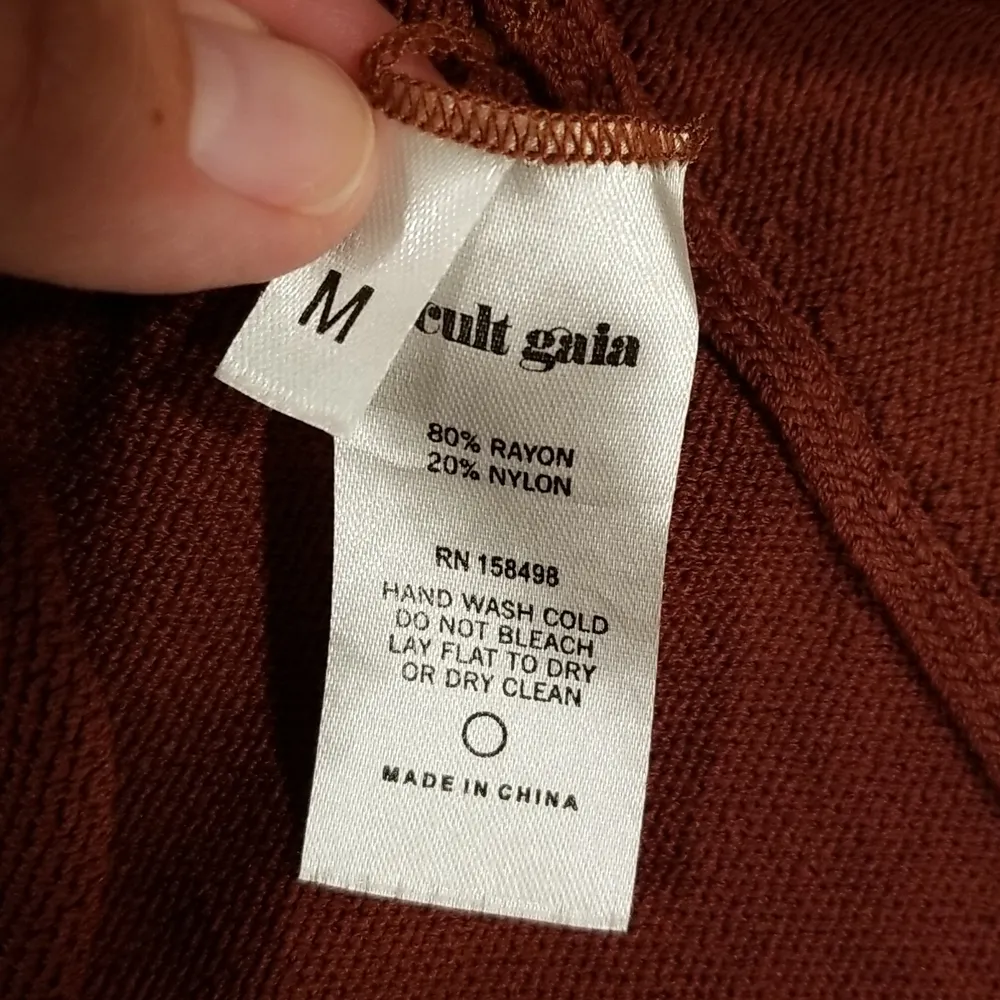 M
cult gaia
80% RAYON
20% NYLON
RN 158498
HAND WASH COLD
DO NOT BLEACH
LAY FLAT TO DRY
OR DRY CLEAN
MADE IN CHINA